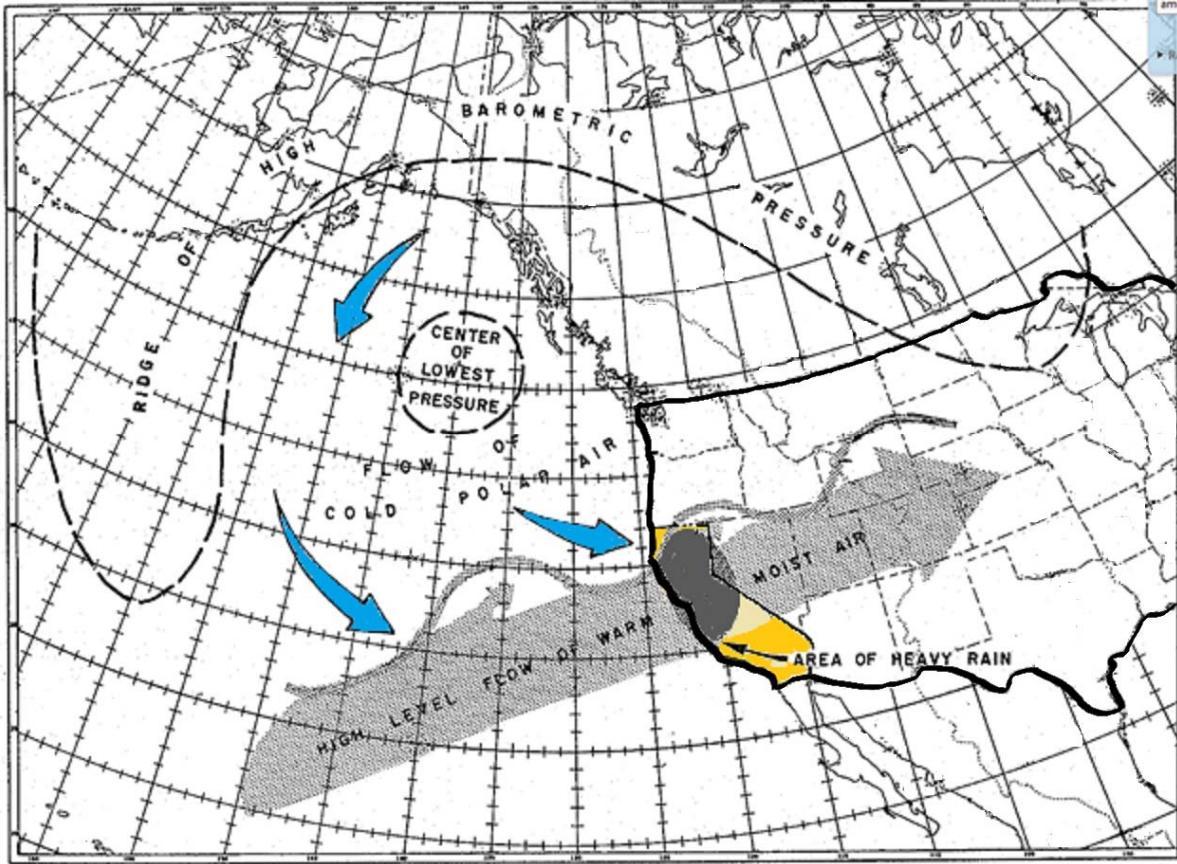 am
BAROMETRIC
HIGH
PRESSURE
RIDGE OF
CENTER
OF
LOWEST
PRESSURE
FLOW OF
COLD POLAR AIR
MOIST AIR
HIGH LEVEL FLOW OF WARM
AREA OF HEAVY RAIN